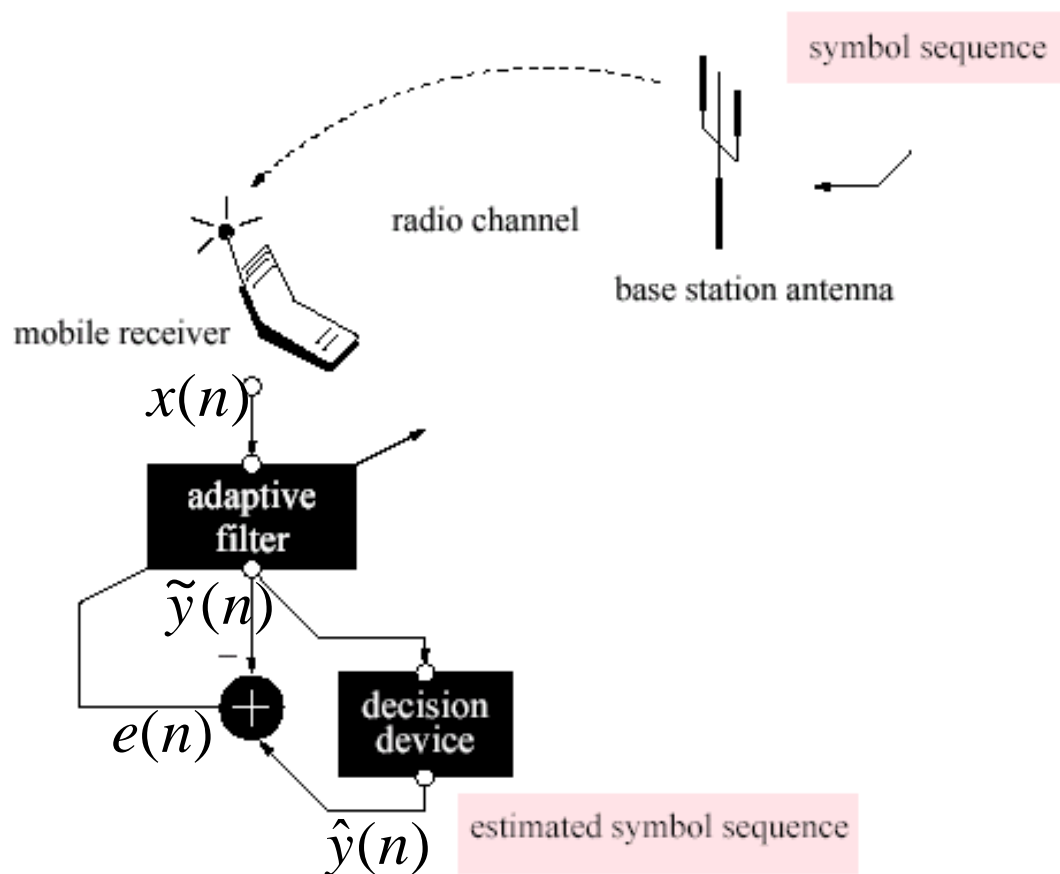 symbol sequence
radio channel
base station antenna
mobile receiver
x(n)
adaptive
filter
ỹ(n)
−
+
e(n)
decision
device
ŷ(n)
estimated symbol sequence